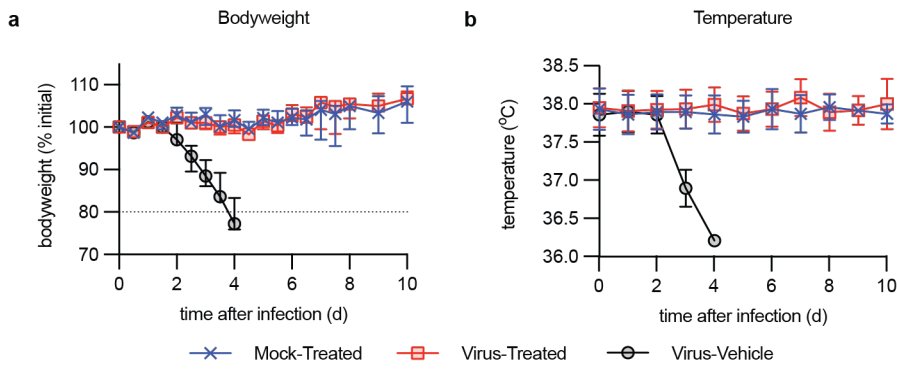 a
Bodyweight
bodyweight (% initial)
110
100
90
80
70
0 2 4 6 8 10
time after infection (d)
b
Temperature
temperature (°C)
38.5
38.0
37.5
37.0
36.5
36.0
0 2 4 6 8 10
time after infection (d)
Mock-Treated Virus-Treated Virus-Vehicle